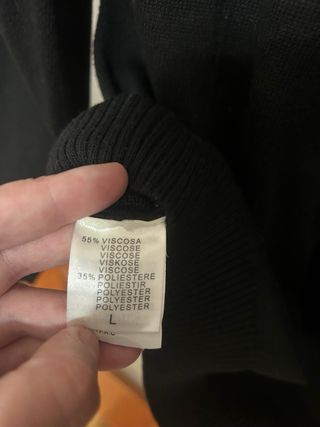 55% VISCOSA
VISCOSE
VISCOSE
VISKOSE
VISCOSE
35% POLIESTERE
POLIESTIR
POLYESTER
POLYESTER
POLYESTER
L